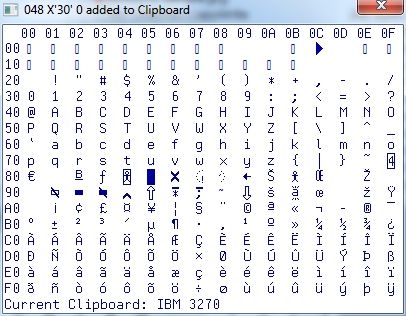 048 X'30' 0 added to Clipboard
00 01 02 03 04 05 06 07 08 09 0A 0B 0C 0D 0E 0F
00
10
20 ! " # $ % & ' ( ) * + , - . /
30 0 1 2 3 4 5 6 7 8 9 : ; < = > ?
40 @ A B C D E F G H I J K L M N O
50 P Q R S T U V W X Y Z [ \ ] ^ _
60 ` a b c d e f g h i j k l m n o
70 p q r s t u v w x y z { | } ~ 4
80 € ƒ Š Ž
90 š œ ž Ÿ
A0 ¡ ¢ £ ¤ ¥ ¦ § ¨ © ª « ¬ - ® ¯
B0 ° ± ² ³ ´ µ ¶ · ¸ ¹ º » ¼ ½ ¾ ¿
C0 À Á Â Ã Ä Å Æ Ç È É Ê Ë Ì Í Î Ï
D0 Ð Ñ Ò Ó Ô Õ Ö × Ø Ù Ú Û Ü Ý Þ ß
E0 à á â ã ä å æ ç è é ê ë ì í î ï
F0 ð ñ ò ó ô õ ö ÷ ø ù ú û ü ý þ ÿ
Current Clipboard: IBM 3270